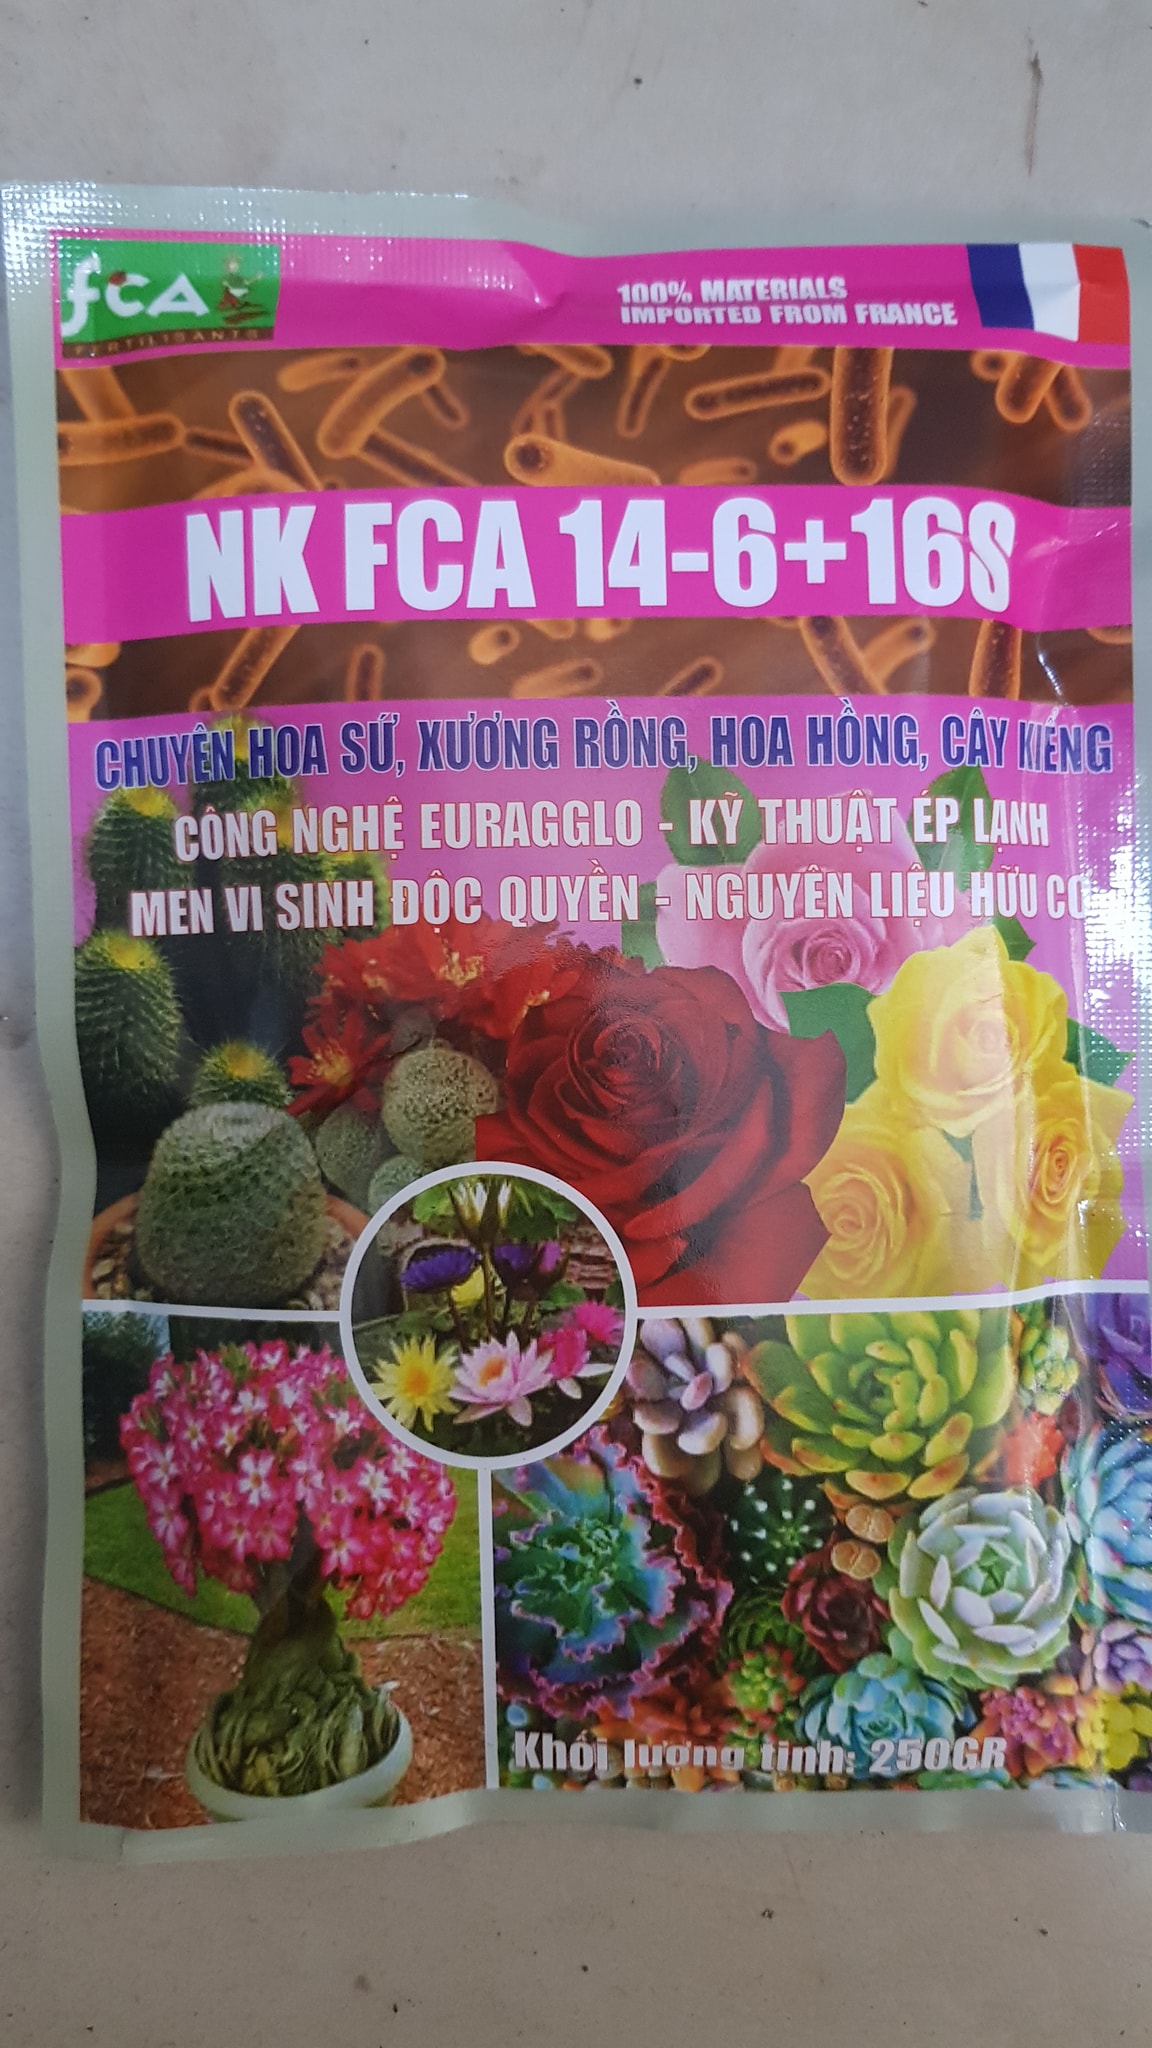 fCA
FERTILISANTS
100% MATERIALS
IMPORTED FROM FRANCE
NK FCA 14-6+16S
CHUYÊN HOA SỨ, XƯƠNG RỒNG, HOA HỒNG, CÂY KIỂNG
CÔNG NGHỆ EURAGGLO - KỸ THUẬT ÉP LẠNH
MEN VI SINH ĐỘC QUYỀN - NGUYÊN LIỆU HỮU CƠ
Khối lượng tịnh: 250GR